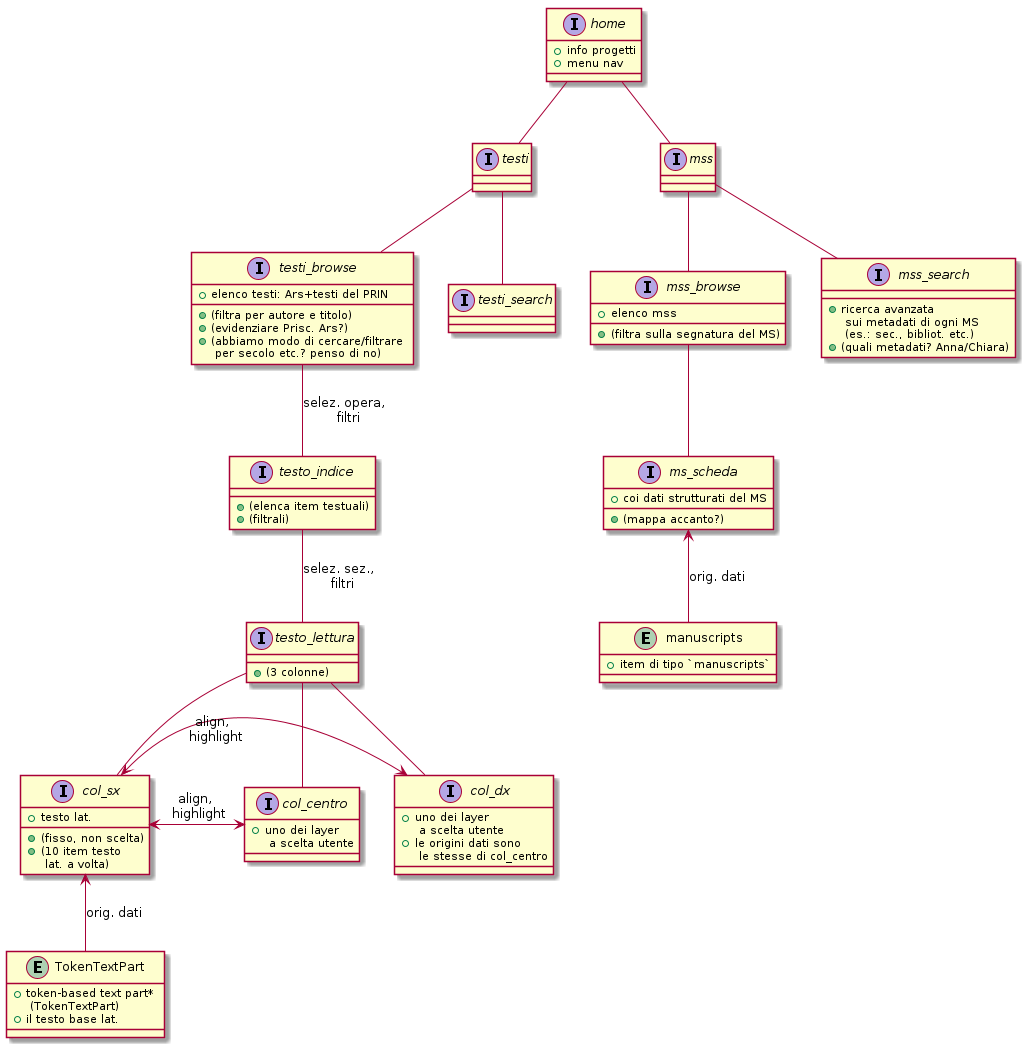 I home
info progetti
menu nav
I testi
I mss
I testi_browse
elenco testi: Ars+testi del PRIN
(filtra per autore e titolo)
(evidenziare Prisc. Ars?)
(abbiamo modo di cercare/filtrare
per secolo etc.? penso di no)
I testi_search
I mss_browse
elenco mss
(filtra sulla segnatura del MS)
I mss_search
ricerca avanzata
sui metadati di ogni MS
(es.: sec., bibliot. etc.)
(quali metadati? Anna/Chiara)
selez. opera,
filtri
I testo_indice
(elenca item testuali)
(filtrali)
I ms_scheda
coi dati strutturati del MS
(mappa accanto?)
selez. sez.,
filtri
orig. dati
I testo_lettura
(3 colonne)
E manuscripts
item di tipo `manuscripts`
align,
highlight
I col_sx
testo lat.
(fisso, non scelta)
(10 item testo
lat. a volta)
align,
highlight
I col_centro
uno dei layer
a scelta utente
I col_dx
uno dei layer
a scelta utente
le origini dati sono
le stesse di col_centro
orig. dati
E TokenTextPart
token-based text part*
(TokenTextPart)
il testo base lat.